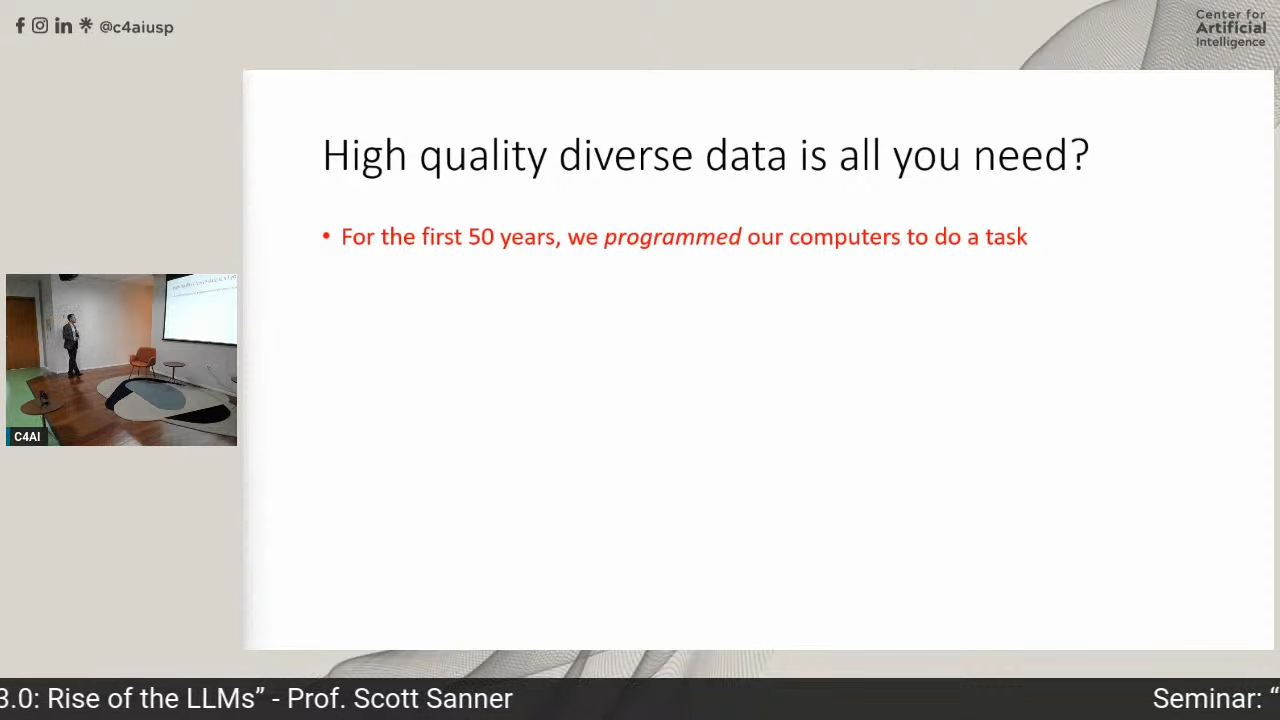 @c4aiusp
Center for
Artificial
Intelligence
High quality diverse data is all you need?
• For the first 50 years, we programmed our computers to do a task
C4AI
3.0: Rise of the LLMs” - Prof. Scott Sanner
Seminar: “